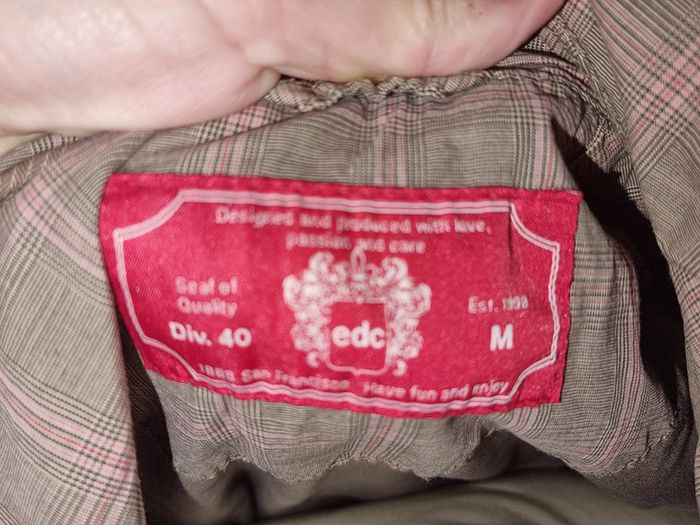 Designed and produced with love,
passion and care
Seal of
Quality
Div. 40
edc
Est. 1998
M
1968 San Francisco Have fun and enjoy